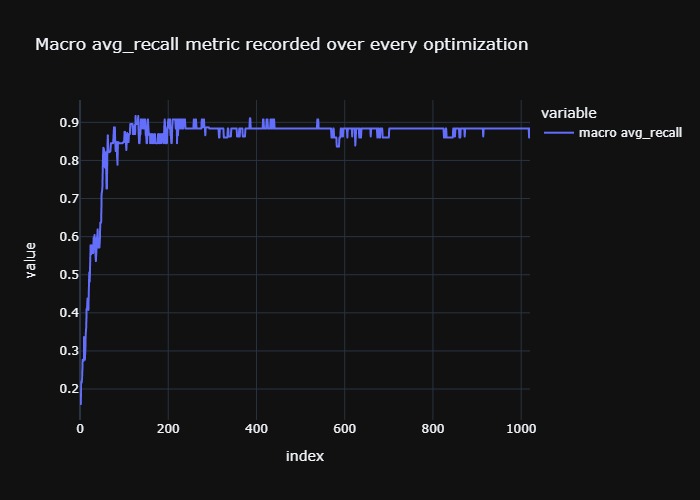 Macro avg_recall metric recorded over every optimization
variable
macro avg_recall
value
0.9
0.8
0.7
0.6
0.5
0.4
0.3
0.2
0 200 400 600 800 1000
index